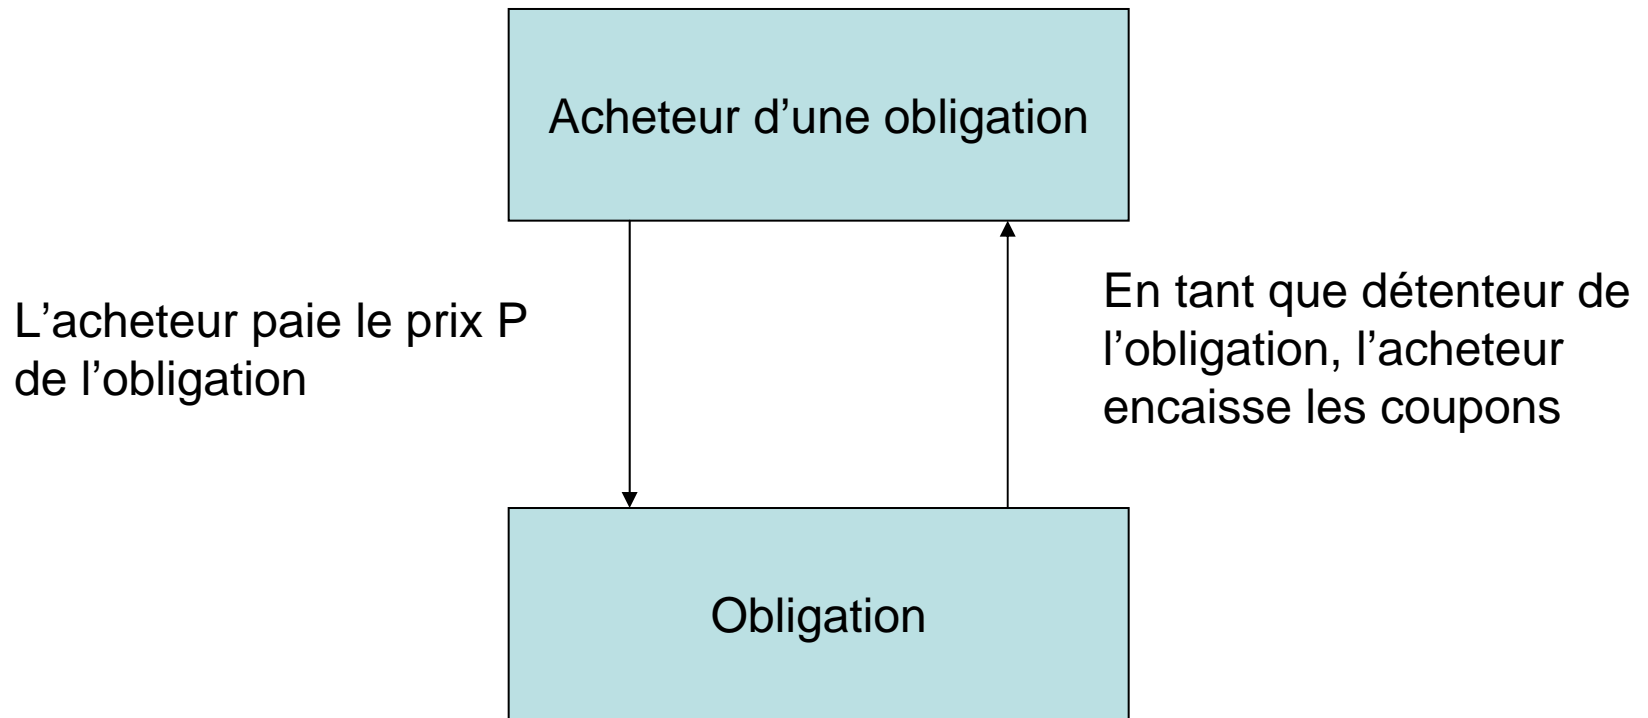 Acheteur d’une obligation
L’acheteur paie le prix P
de l’obligation
En tant que détenteur de
l’obligation, l’acheteur
encaisse les coupons
Obligation